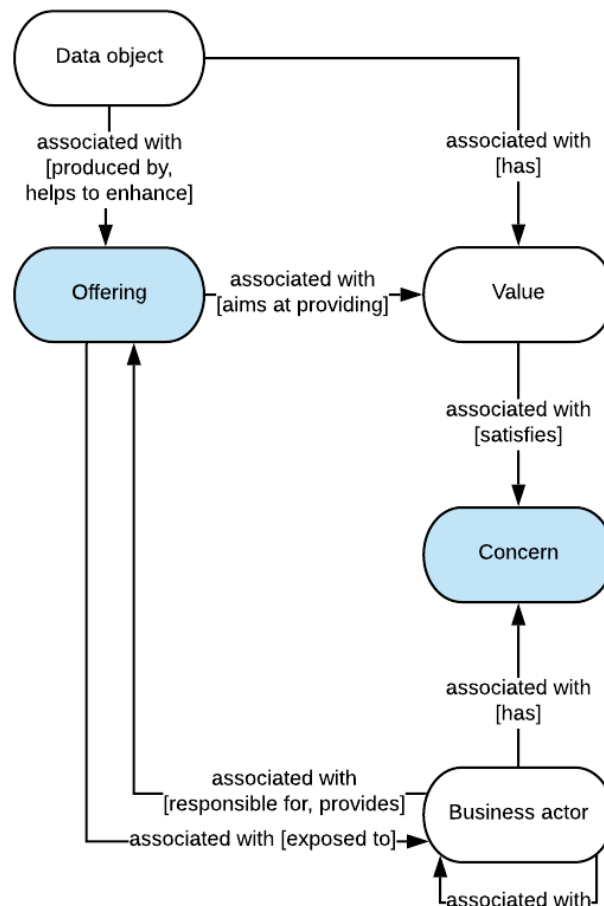 Data object
associated with
[produced by,
helps to enhance]
associated with
[has]
Offering
associated with
[aims at providing]
Value
associated with
[satisfies]
Concern
associated with
[has]
associated with
[responsible for, provides]
Business actor
associated with [exposed to]
associated with